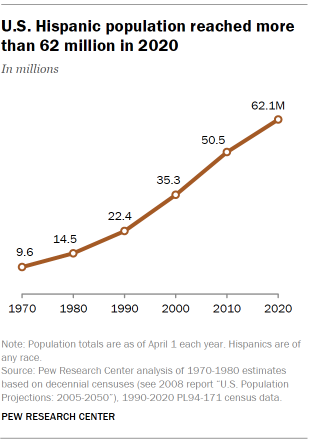 U.S. Hispanic population reached more
than 62 million in 2020
In millions
62.1M
50.5
35.3
22.4
14.5
9.6
1970 1980 1990 2000 2010 2020
Note: Population totals are as of April 1 each year. Hispanics are of
any race.
Source: Pew Research Center analysis of 1970-1980 estimates
based on decennial censuses (see 2008 report "U.S. Population
Projections: 2005-2050"), 1990-2020 PL94-171 census data.
PEW RESEARCH CENTER